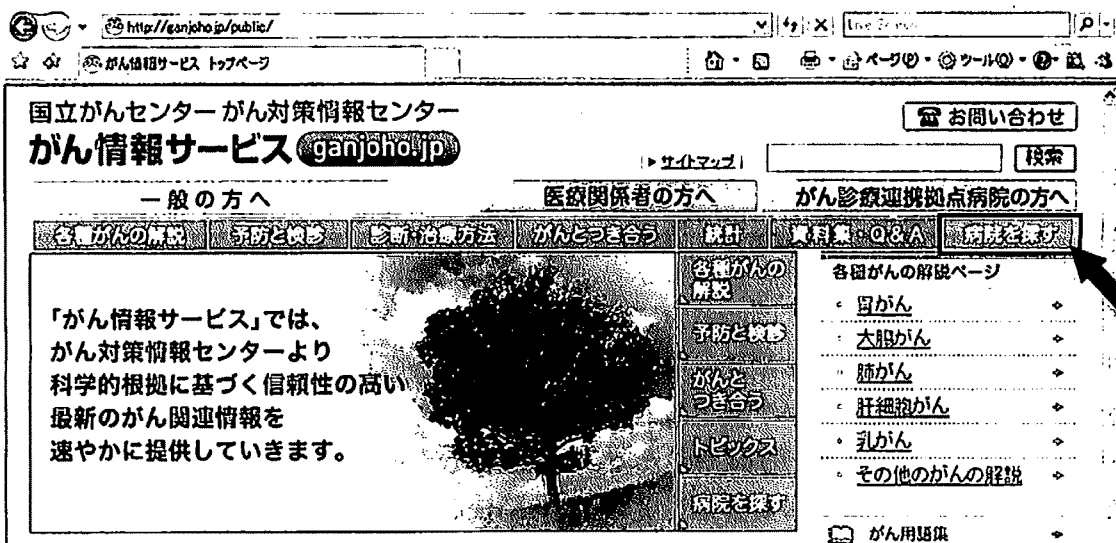 http://ganjoho.jp/public/
がん情報サービス トップページ
ページ(P) ツール(O)
国立がんセンター がん対策情報センター
お問い合わせ
がん情報サービス ganjoho.jp
サイトマップ
検索
一般の方へ 医療関係者の方へ がん診療連携拠点病院の方へ
各種がんの解説 予防と検診 診断・治療方法 がんとつき合う 統計 資料集・Q&A 病院を探す
「がん情報サービス」では、
がん対策情報センターより
科学的根拠に基づく信頼性の高い
最新のがん関連情報を
速やかに提供していきます。
各種がんの
解説
予防と検診
がんと
つき合う
トピックス
病院を探す
各種がんの解説ページ
胃がん
大腸がん
肺がん
肝細胞がん
乳がん
その他のがんの解説
がん用語集